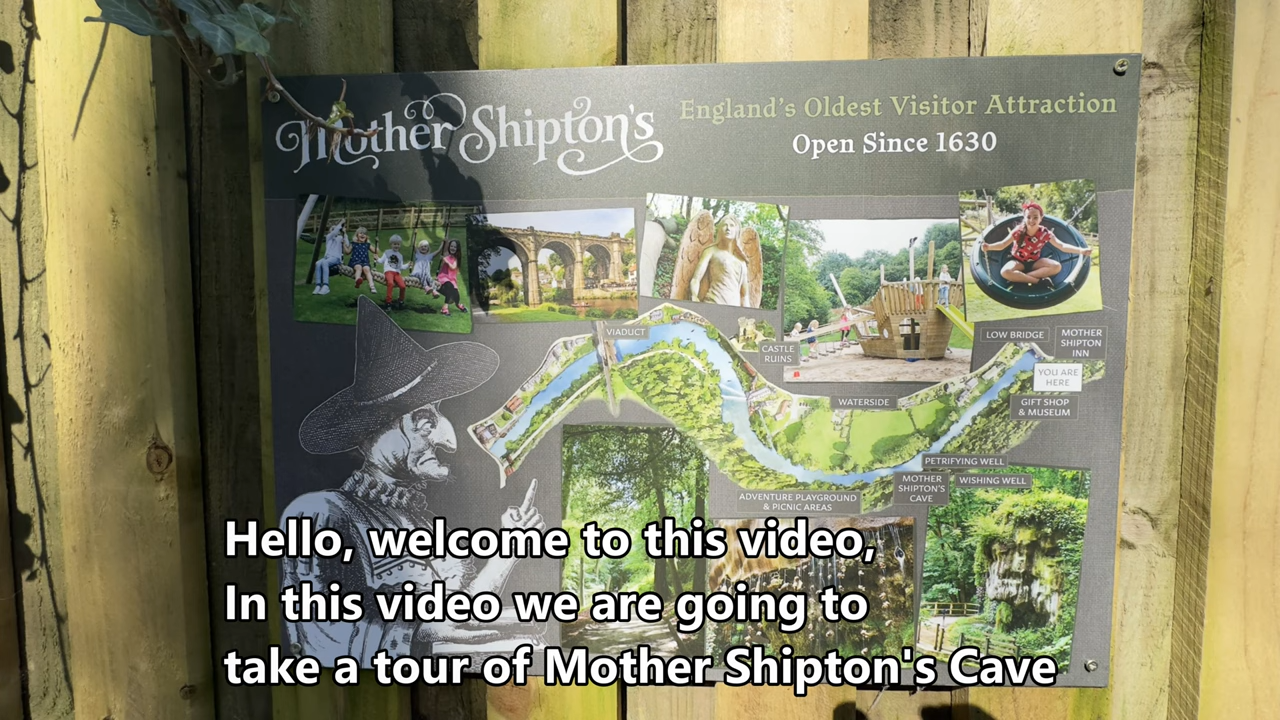 Mother Shipton's
England's Oldest Visitor Attraction
Open Since 1630
VIADUCT
CASTLE
RUINS
LOW BRIDGE
MOTHER
SHIPTON
INN
YOU ARE
HERE
WATERSIDE
GIFT SHOP
& MUSEUM
PETRIFYING WELL
MOTHER
SHIPTON'S
CAVE
WISHING WELL
ADVENTURE PLAYGROUND
& PICNIC AREAS
Hello, welcome to this video,
In this video we are going to
take a tour of Mother Shipton's Cave